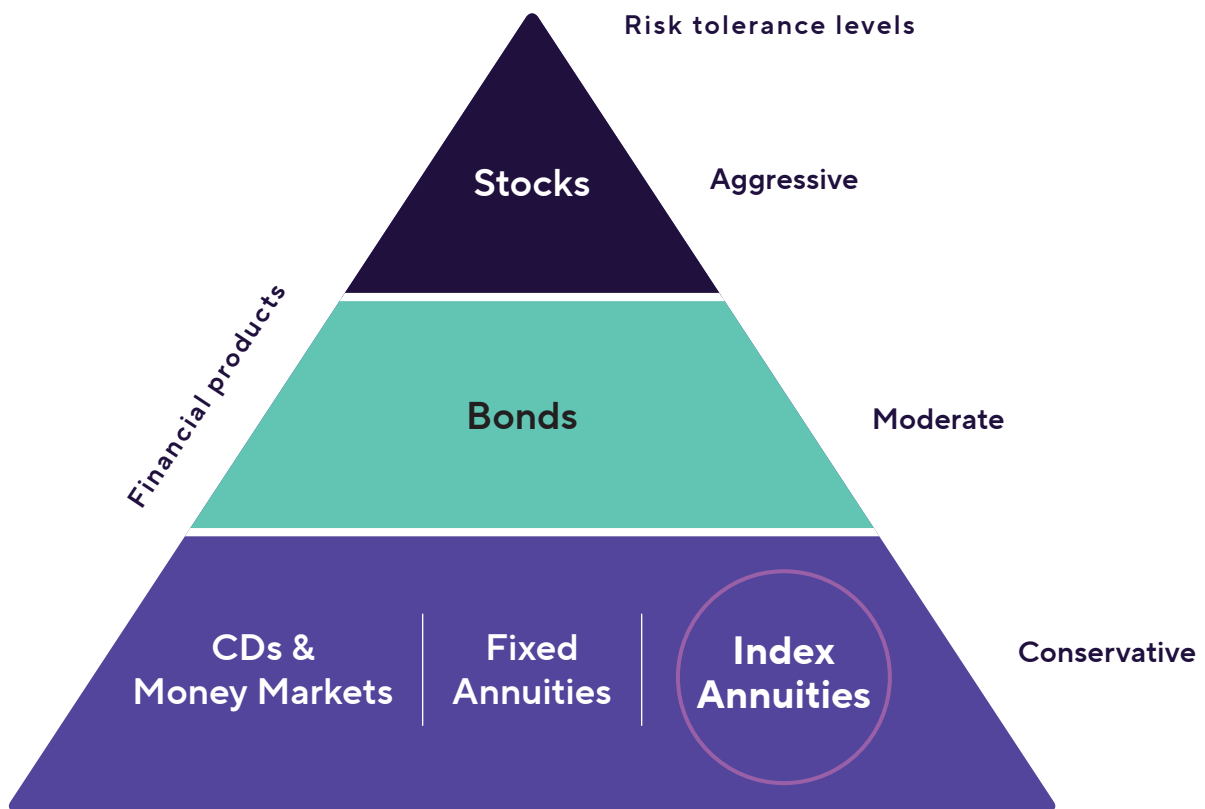 Risk tolerance levels
Stocks
Aggressive
Financial products
Bonds
Moderate
CDs &
Money Markets
Fixed
Annuities
Index
Annuities
Conservative